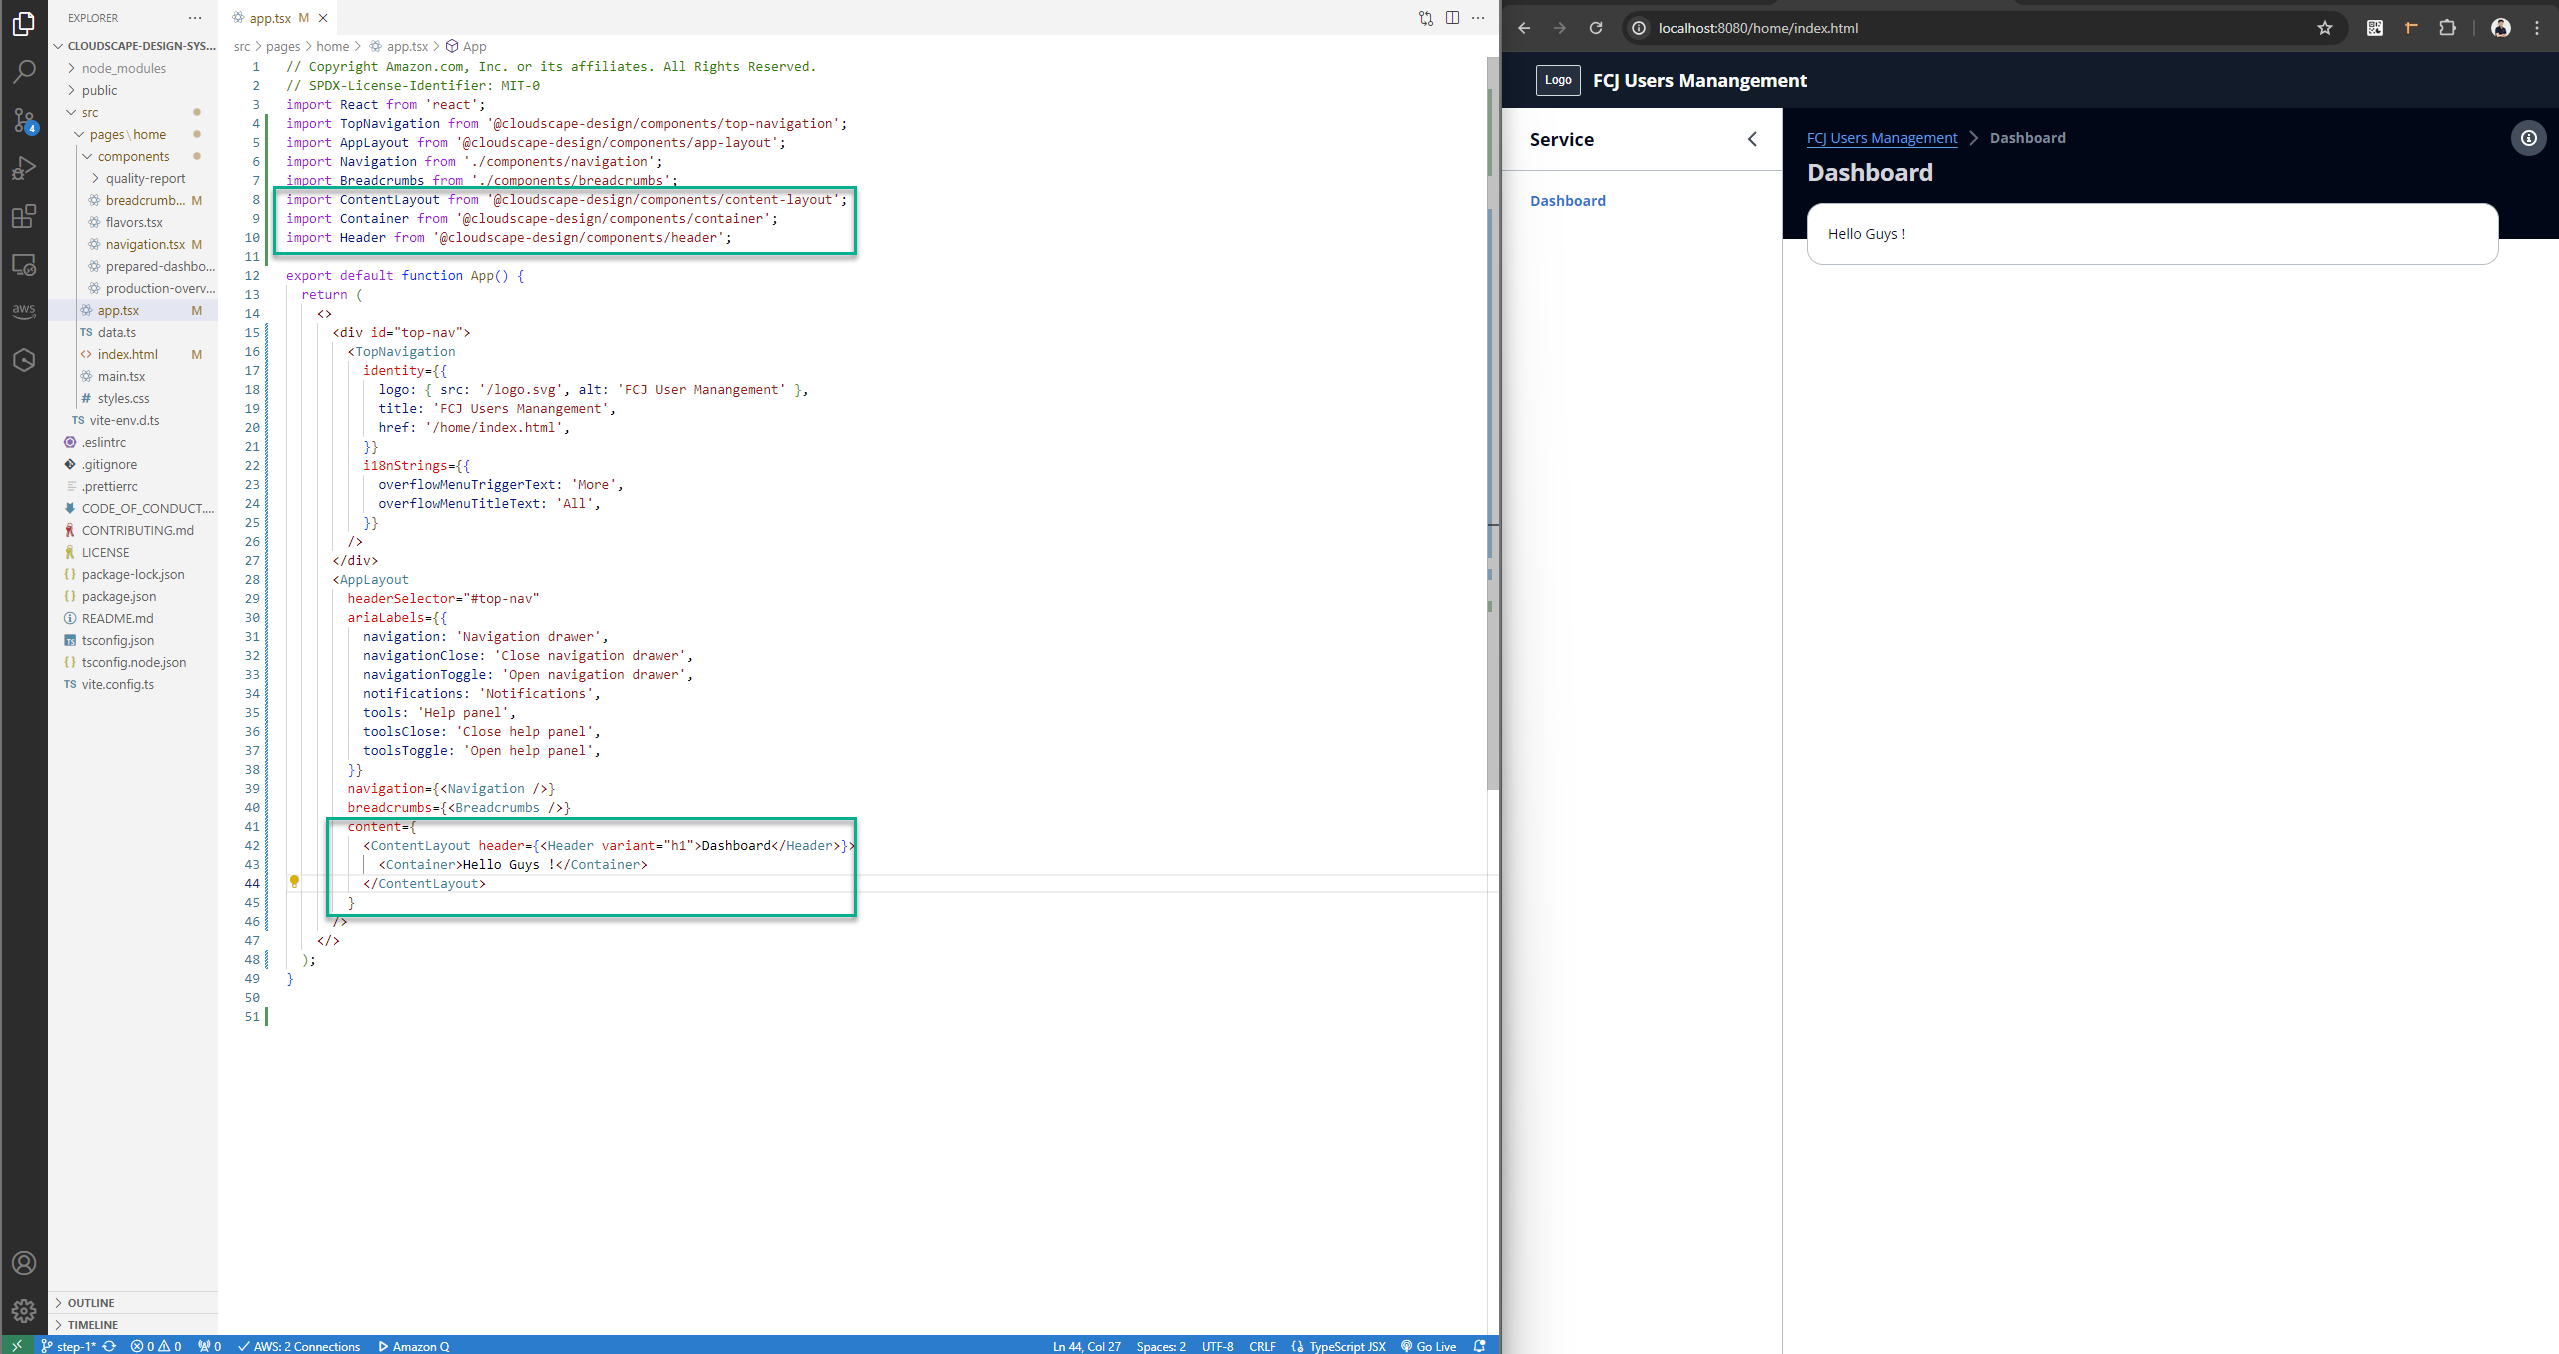 EXPLORER
CLOUDSCAPE-DESIGN-SYS...
node_modules
public
src
pages\home
components
quality-report
breadcrumb... M
flavors.tsx
navigation.tsx M
prepared-dashbo...
production-overv...
app.tsx M
TS data.ts
<> index.html M
main.tsx
# styles.css
TS vite-env.d.ts
.eslintrc
.gitignore
.prettierrc
CODE_OF_CONDUCT....
CONTRIBUTING.md
LICENSE
{} package-lock.json
{} package.json
README.md
TS tsconfig.json
{} tsconfig.node.json
TS vite.config.ts
OUTLINE
TIMELINE
4
aws
app.tsx M
src > pages > home > app.tsx > App
1 // Copyright Amazon.com, Inc. or its affiliates. All Rights Reserved.
2 // SPDX-License-Identifier: MIT-0
3 import React from 'react';
4 import TopNavigation from '@cloudscape-design/components/top-navigation';
5 import AppLayout from '@cloudscape-design/components/app-layout';
6 import Navigation from './components/navigation';
7 import Breadcrumbs from './components/breadcrumbs';
8 import ContentLayout from '@cloudscape-design/components/content-layout';
9 import Container from '@cloudscape-design/components/container';
10 import Header from '@cloudscape-design/components/header';
11
12 export default function App() {
13 return (
14 <>
15 <div id="top-nav">
16 <TopNavigation
17 identity={{
18 logo: { src: '/logo.svg', alt: 'FCJ User Manangement' },
19 title: 'FCJ Users Manangement',
20 href: '/home/index.html',
21 }}
22 i18nStrings={{
23 overflowMenuTriggerText: 'More',
24 overflowMenuTitleText: 'All',
25 }}
26 />
27 </div>
28 <AppLayout
29 headerSelector="#top-nav"
30 ariaLabels={{
31 navigation: 'Navigation drawer',
32 navigationClose: 'Close navigation drawer',
33 navigationToggle: 'Open navigation drawer',
34 notifications: 'Notifications',
35 tools: 'Help panel',
36 toolsClose: 'Close help panel',
37 toolsToggle: 'Open help panel',
38 }}
39 navigation={<Navigation />}
40 breadcrumbs={<Breadcrumbs />}
41 content={
42 <ContentLayout header={<Header variant="h1">Dashboard</Header>}>
43 <Container>Hello Guys !</Container>
44 </ContentLayout>
45 }
46 />
47 </>
48 );
49 }
50
51
step-1* 0 0 0 AWS: 2 Connections Amazon Q
Ln 44, Col 27 Spaces: 2 UTF-8 CRLF {} TypeScript JSX Go Live
localhost:8080/home/index.html
Logo FCJ Users Manangement
Service
Dashboard
FCJ Users Management > Dashboard
Dashboard
Hello Guys !